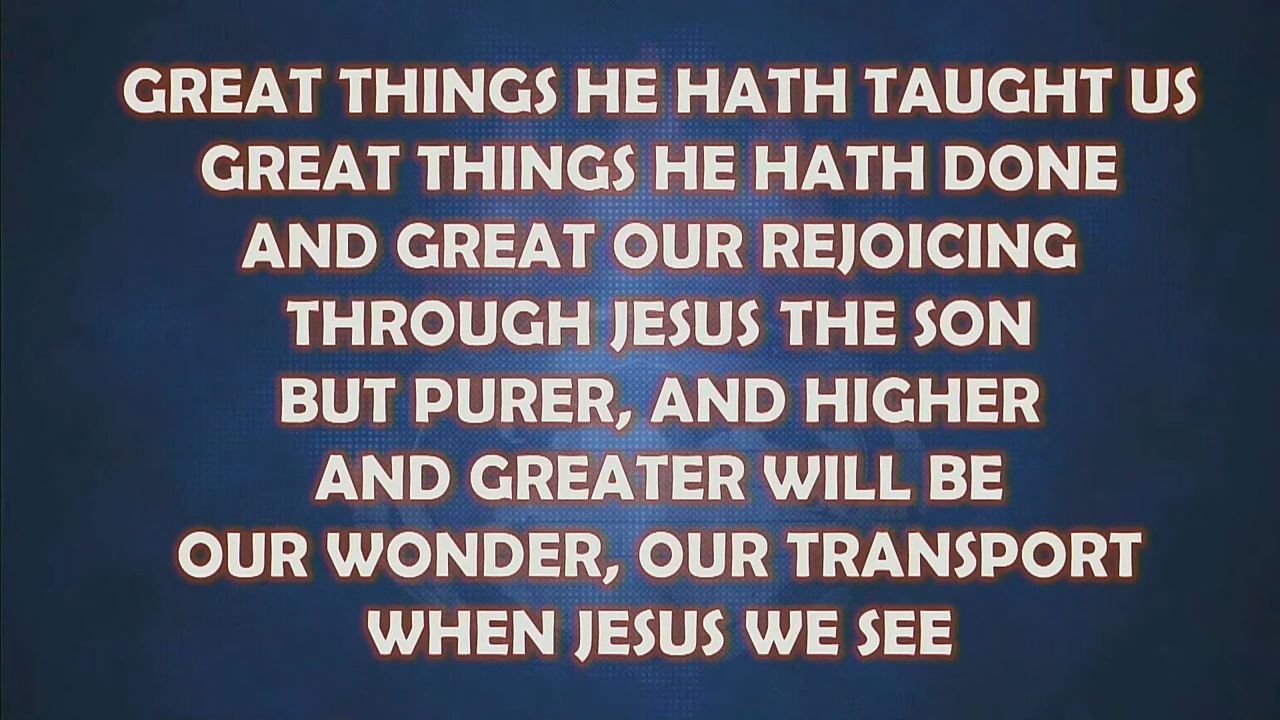 GREAT THINGS HE HATH TAUGHT US
GREAT THINGS HE HATH DONE
AND GREAT OUR REJOICING
THROUGH JESUS THE SON
BUT PURER, AND HIGHER
AND GREATER WILL BE
OUR WONDER, OUR TRANSPORT
WHEN JESUS WE SEE